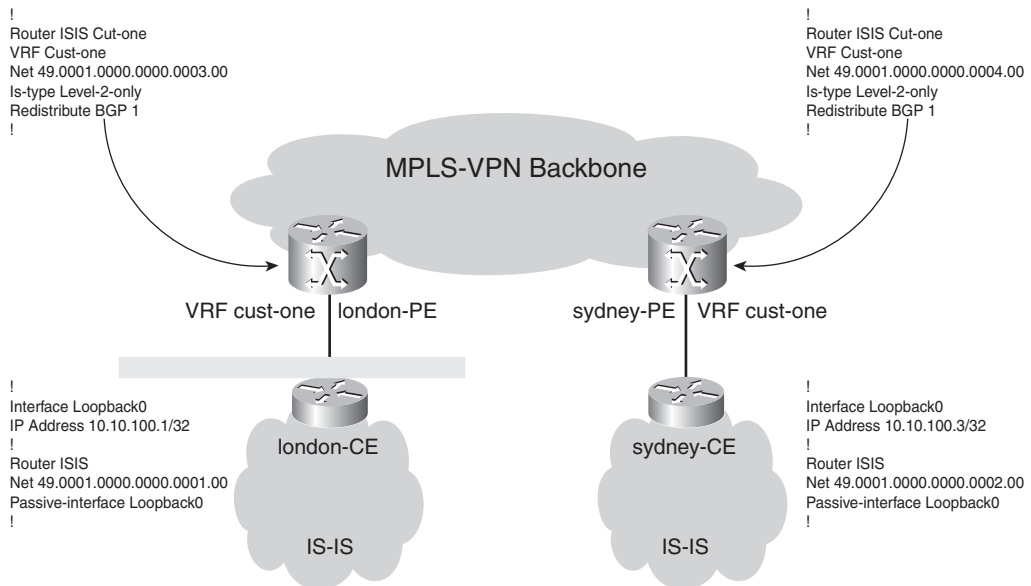 !
Router ISIS Cut-one
VRF Cust-one
Net 49.0001.0000.0000.0003.00
Is-type Level-2-only
Redistribute BGP 1
!
!
Router ISIS Cut-one
VRF Cust-one
Net 49.0001.0000.0000.0004.00
Is-type Level-2-only
Redistribute BGP 1
!
MPLS-VPN Backbone
VRF cust-one
london-PE
sydney-PE
VRF cust-one
!
Interface Loopback0
IP Address 10.10.100.1/32
!
Router ISIS
Net 49.0001.0000.0000.0001.00
Passive-interface Loopback0
!
london-CE
IS-IS
sydney-CE
IS-IS
!
Interface Loopback0
IP Address 10.10.100.3/32
!
Router ISIS
Net 49.0001.0000.0000.0002.00
Passive-interface Loopback0
!